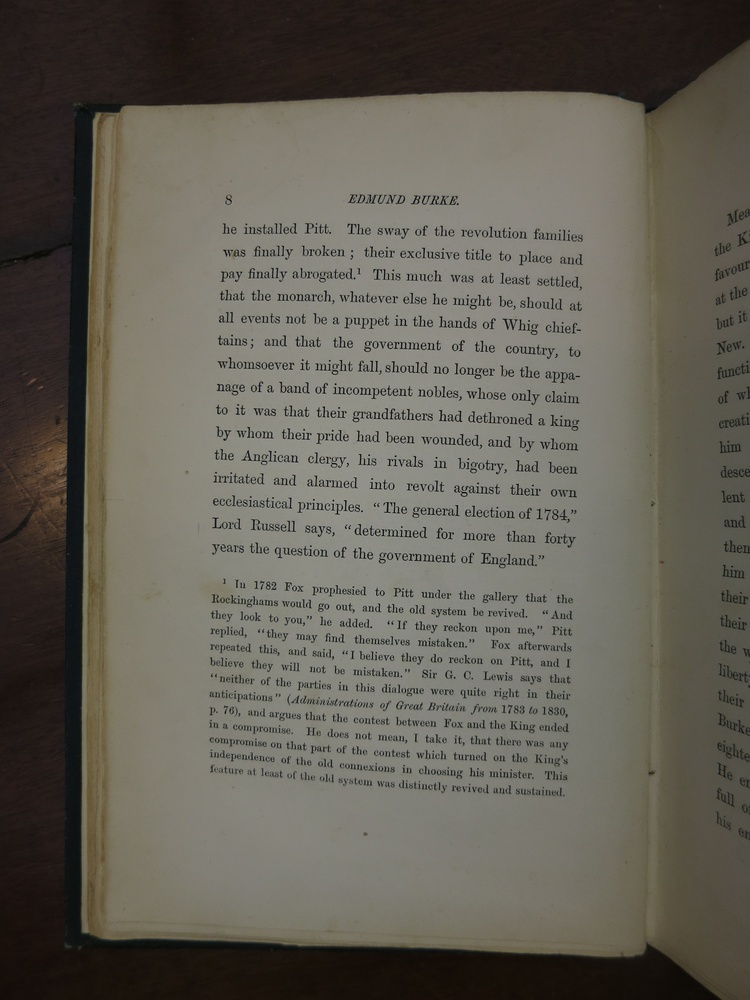 8
EDMUND BURKE.
he installed Pitt. The sway of the revolution families
was finally broken ; their exclusive title to place and
pay finally abrogated.¹ This much was at least settled,
that the monarch, whatever else he might be, should at
all events not be a puppet in the hands of Whig chief-
tains; and that the government of the country, to
whomsoever it might fall, should no longer be the appa-
nage of a band of incompetent nobles, whose only claim
to it was that their grandfathers had dethroned a king
by whom their pride had been wounded, and by whom
the Anglican clergy, his rivals in bigotry, had been
irritated and alarmed into revolt against their own
ecclesiastical principles. “The general election of 1784,”
Lord Russell says, “determined for more than forty
years the question of the government of England.”
¹ In 1782 Fox prophesied to Pitt under the gallery that the
Rockinghams would go out, and the old system be revived. “And
they look to you,” he added. “If they reckon upon me,” Pitt
replied, “they may find themselves mistaken.” Fox afterwards
repeated this, and said, “I believe they do reckon on Pitt, and I
believe they will not be mistaken.” Sir G. C. Lewis says that
“neither of the parties in this dialogue were quite right in their
anticipations” (Administrations of Great Britain from 1783 to 1830,
p. 76), and argues that the contest between Fox and the King ended
in a compromise. He does not mean, I take it, that there was any
compromise on that part of the contest which turned on the King’s
independence of the old connexions in choosing his minister. This
feature at least of the old system was distinctly revived and sustained.
the
favour
at the
but it
New.
functi
of
creati
him
desce
lent
and
them
him
their
their
the
libert
their
Burke
eighte
He
full
his